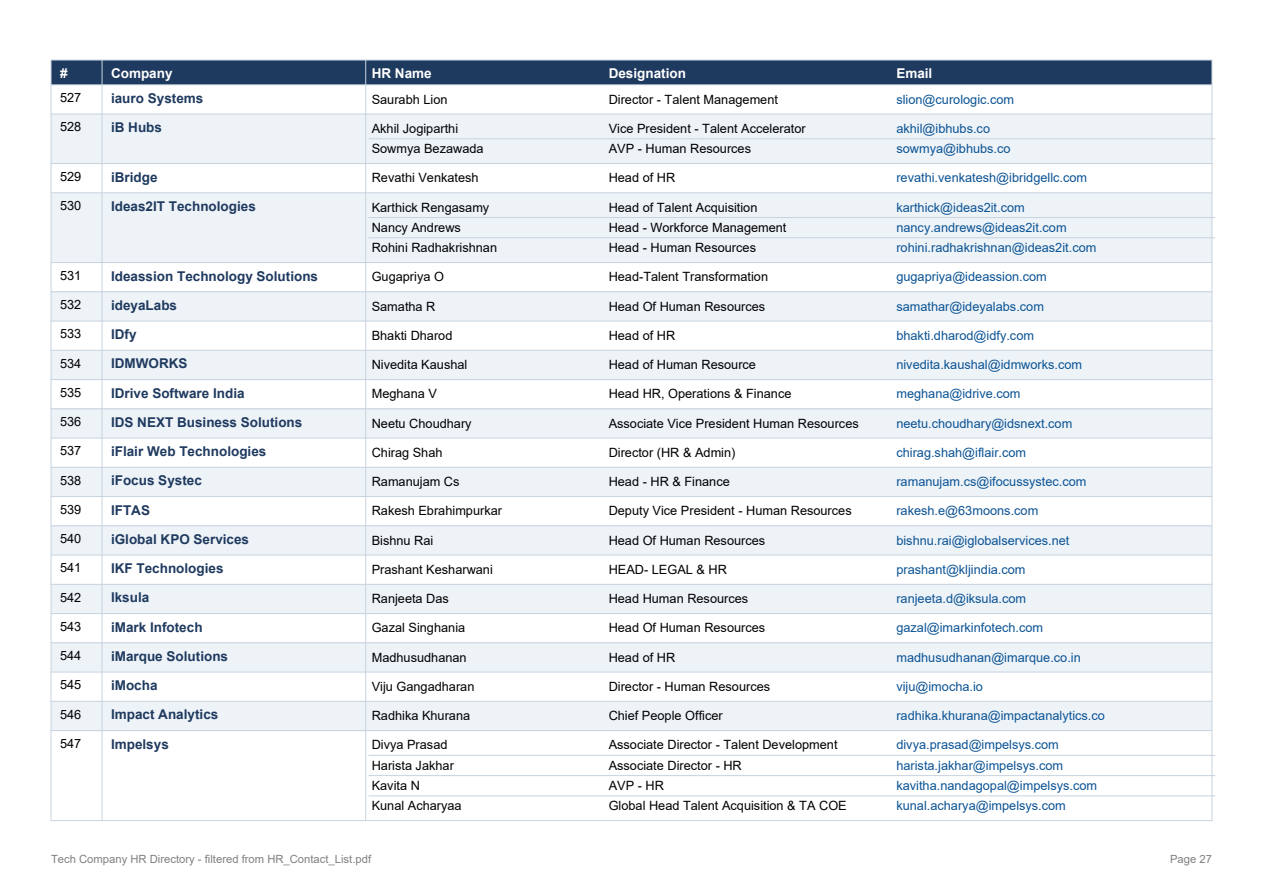 # Company HR Name Designation Email
527 iauro Systems Saurabh Lion Director - Talent Management slion@curologic.com
528 iB Hubs Akhil Jogiparthi Vice President - Talent Accelerator akhil@ibhubs.co
Sowmya Bezawada AVP - Human Resources sowmya@ibhubs.co
529 iBridge Revathi Venkatesh Head of HR revathi.venkatesh@ibridgellc.com
530 Ideas2IT Technologies Karthick Rengasamy Head of Talent Acquisition karthick@ideas2it.com
Nancy Andrews Head - Workforce Management nancy.andrews@ideas2it.com
Rohini Radhakrishnan Head - Human Resources rohini.radhakrishnan@ideas2it.com
531 Ideassion Technology Solutions Gugapriya O Head-Talent Transformation gugapriya@ideassion.com
532 ideyaLabs Samatha R Head Of Human Resources samathar@ideyalabs.com
533 IDfy Bhakti Dharod Head of HR bhakti.dharod@idfy.com
534 IDMWORKS Nivedita Kaushal Head of Human Resource nivedita.kaushal@idmworks.com
535 IDrive Software India Meghana V Head HR, Operations & Finance meghana@idrive.com
536 IDS NEXT Business Solutions Neetu Choudhary Associate Vice President Human Resources neetu.choudhary@idsnext.com
537 iFlair Web Technologies Chirag Shah Director (HR & Admin) chirag.shah@iflair.com
538 iFocus Systec Ramanujam Cs Head - HR & Finance ramanujam.cs@ifocussystec.com
539 IFTAS Rakesh Ebrahimpurkar Deputy Vice President - Human Resources rakesh.e@63moons.com
540 iGlobal KPO Services Bishnu Rai Head Of Human Resources bishnu.rai@iglobalservices.net
541 IKF Technologies Prashant Kesharwani HEAD- LEGAL & HR prashant@kljindia.com
542 Iksula Ranjeeta Das Head Human Resources ranjeeta.d@iksula.com
543 iMark Infotech Gazal Singhania Head Of Human Resources gazal@imarkinfotech.com
544 iMarque Solutions Madhusudhanan Head of HR madhusudhanan@imarque.co.in
545 iMocha Viju Gangadharan Director - Human Resources viju@imocha.io
546 Impact Analytics Radhika Khurana Chief People Officer radhika.khurana@impactanalytics.co
547 Impelsys Divya Prasad Associate Director - Talent Development divya.prasad@impelsys.com
Harista Jakhar Associate Director - HR harista.jakhar@impelsys.com
Kavita N AVP - HR kavitha.nandagopal@impelsys.com
Kunal Acharyaa Global Head Talent Acquisition & TA COE kunal.acharya@impelsys.com
Tech Company HR Directory - filtered from HR_Contact_List.pdf Page 27